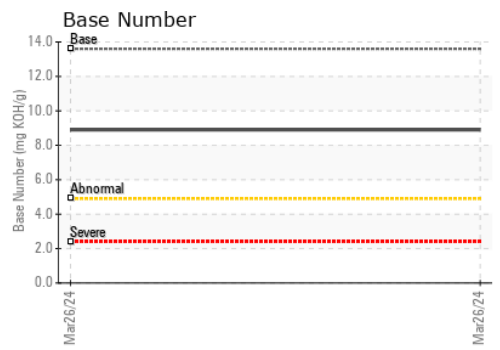 Base Number
Base Number (mg KOH/g)
14.0
12.0
10.0
8.0
6.0
4.0
2.0
0.0
Base
Abnormal
Severe
Mar26/24
Mar26/24